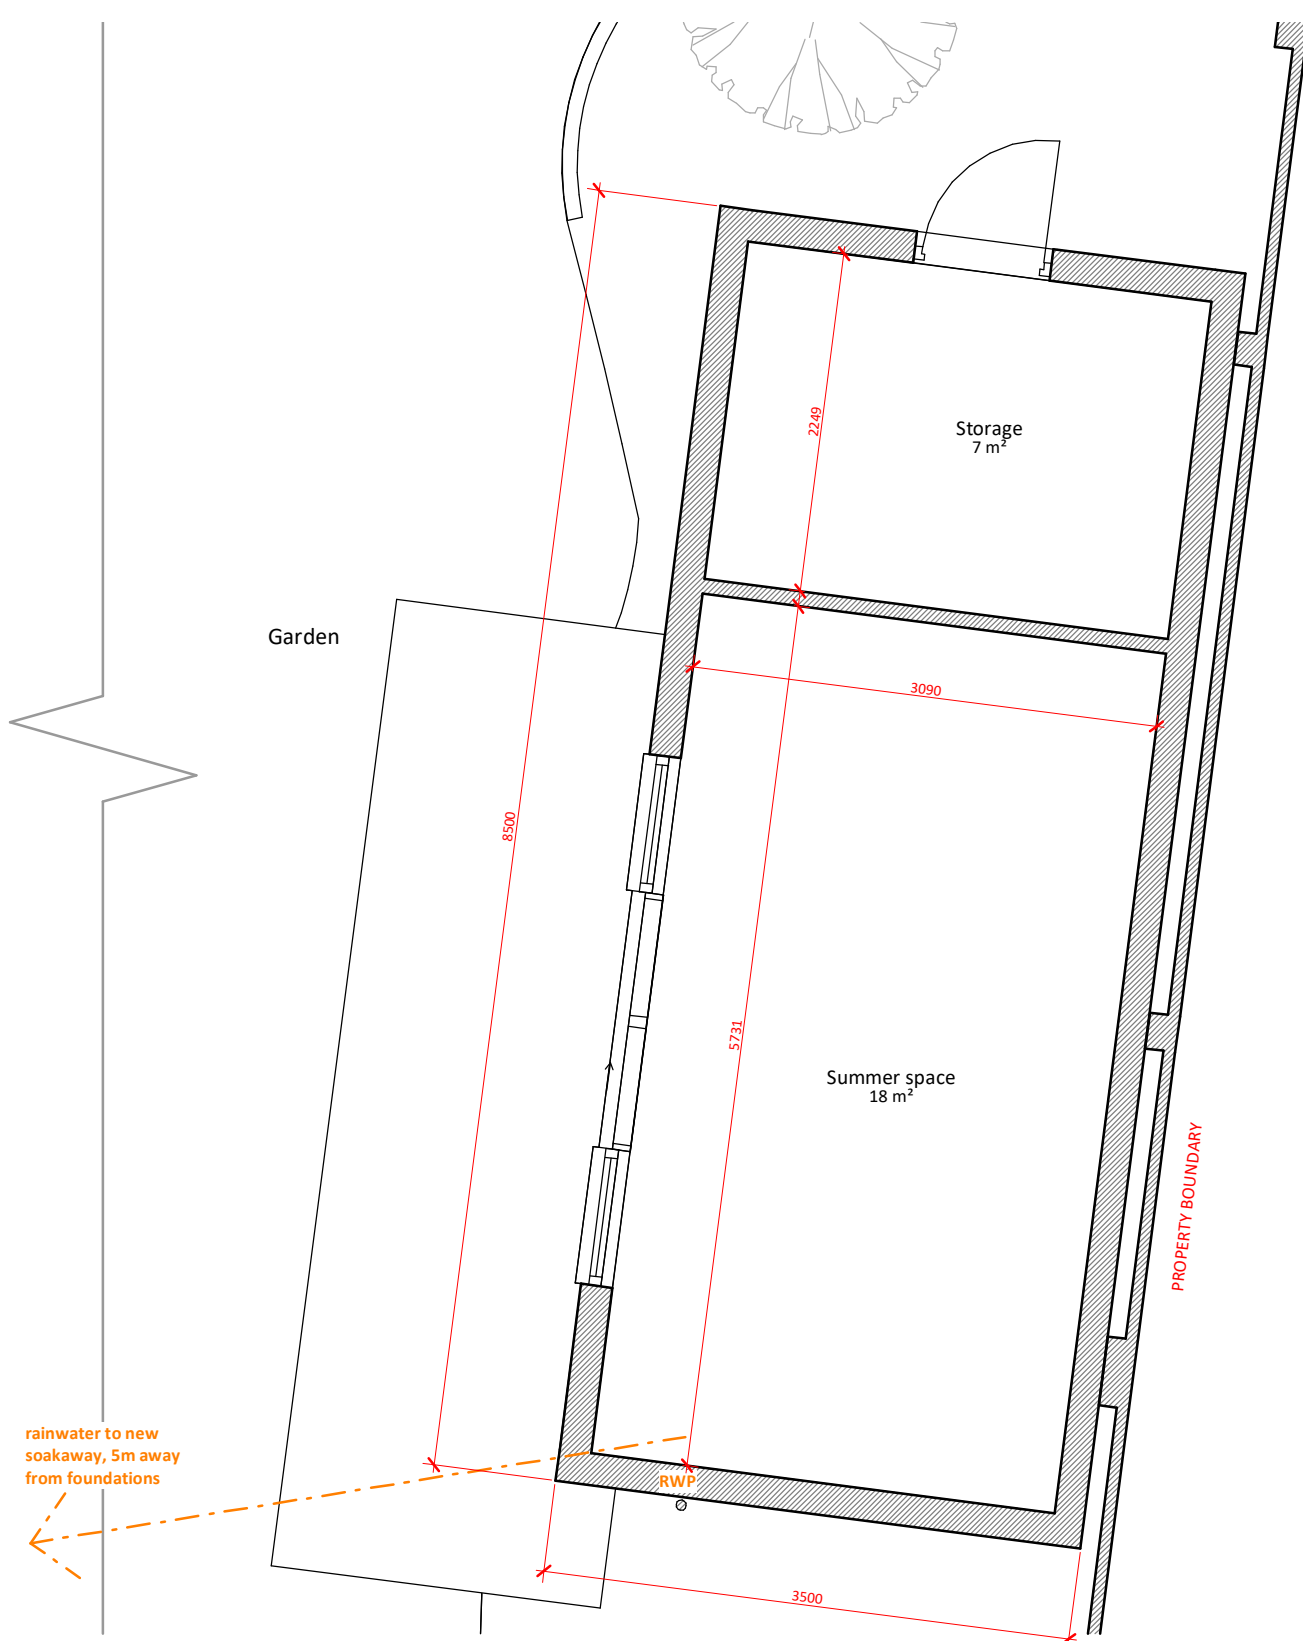 2249
Storage
7 m²
Garden
3090
8500
5731
Summer space
18 m²
PROPERTY BOUNDARY
rainwater to new
soakaway, 5m away
from foundations
RWP
3500